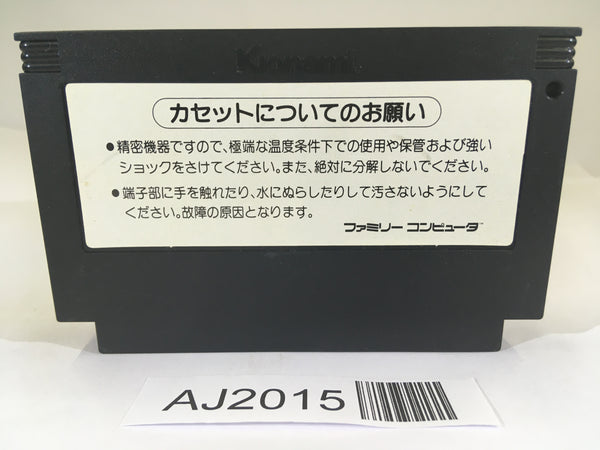 Konami
カセットについてのお願い
●精密機器ですので、極端な温度条件下での使用や保管および強い
ショックをさけてください。また、絶対に分解しないでください。
●端子部に手を触れたり、水にぬらしたりして汚さないようにして
ください。故障の原因となります。
ファミリー コンピュータ™
AJ2015